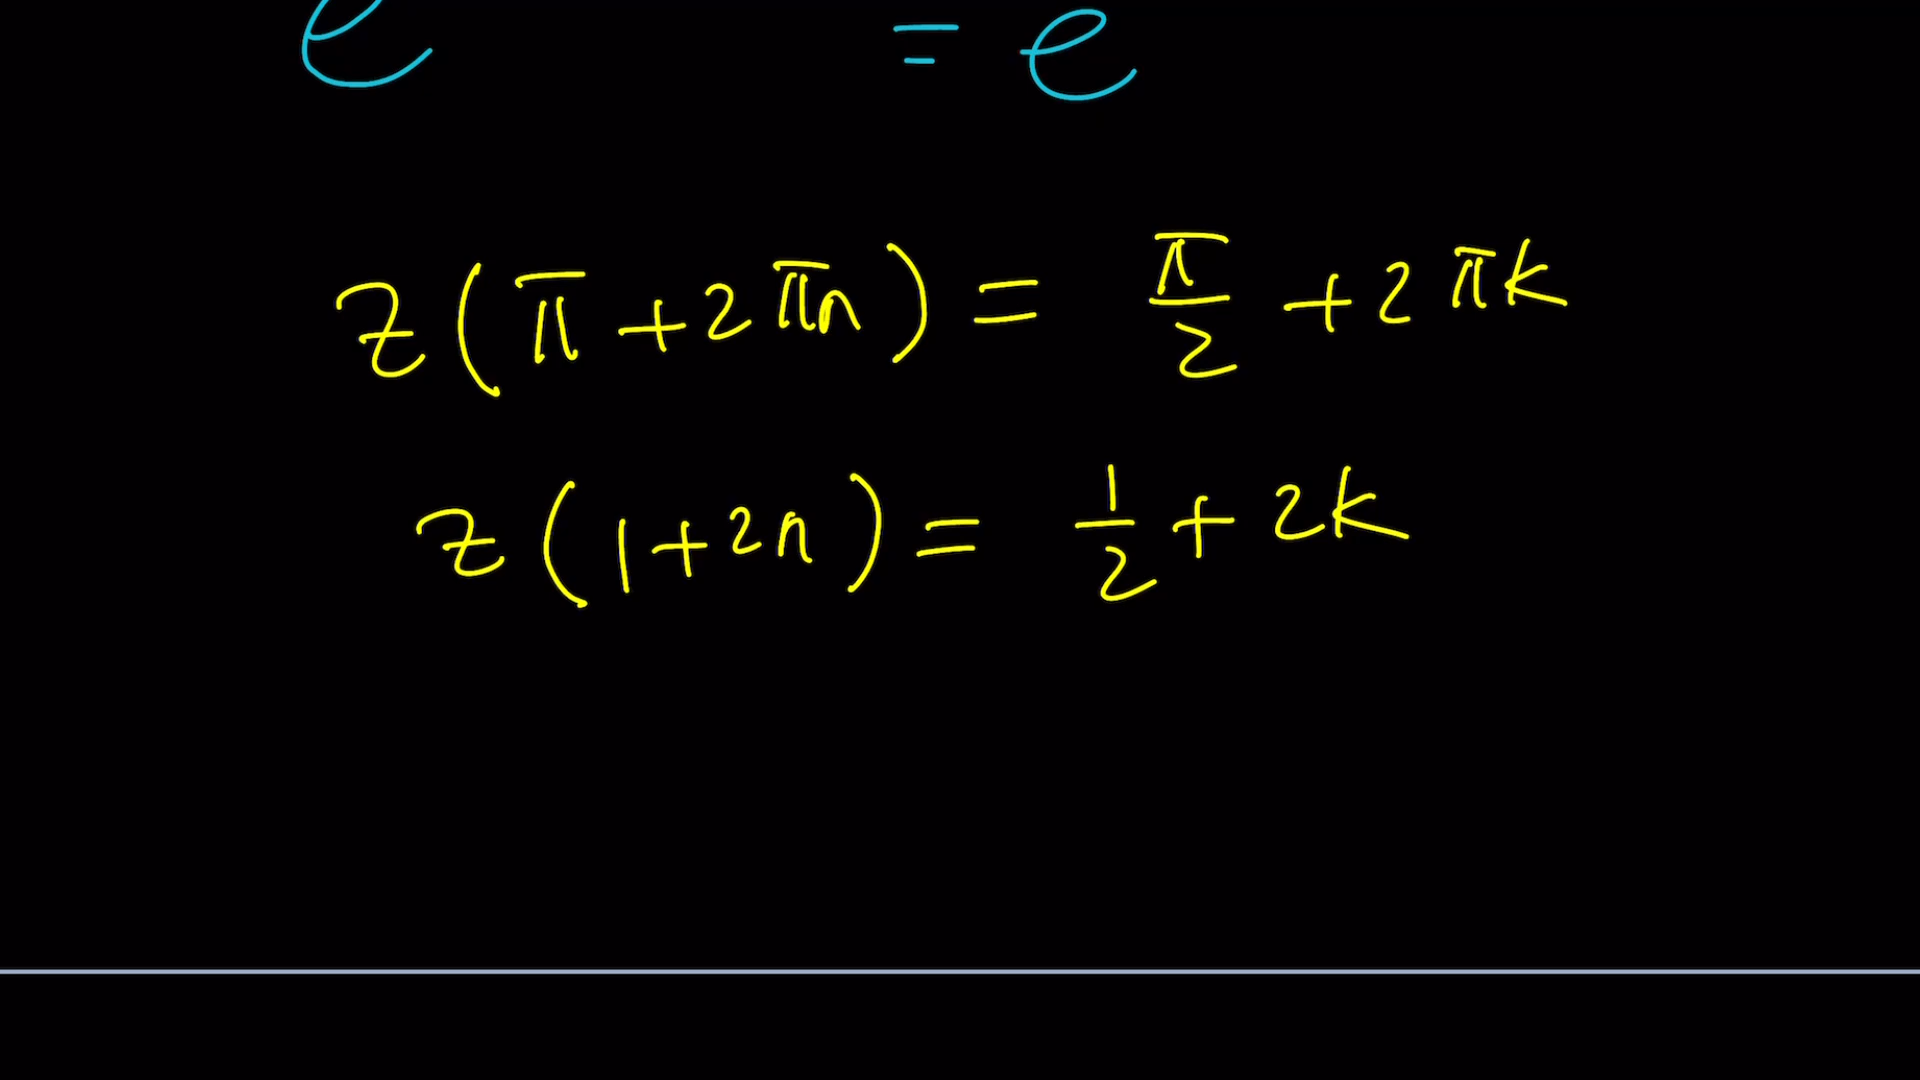 e = e
z(π+2πn) = π/2 + 2πk
z(1+2n) = 1/2 + 2k